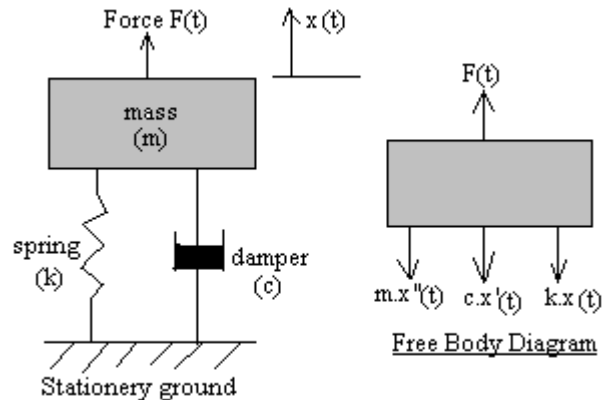 Force F(t)
x(t)
mass
(m)
spring
(k)
damper
(c)
Stationery ground
F(t)
m.x"(t) c.x'(t) k.x(t)
Free Body Diagram